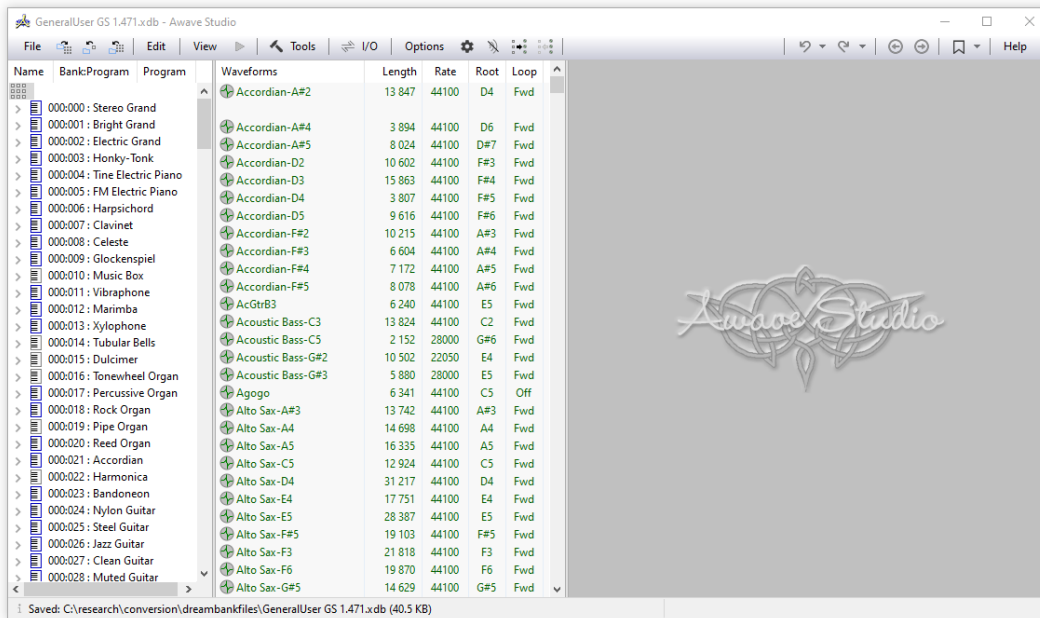 GeneralUser GS 1.471.xdb - Awave Studio
File Edit View Tools I/O Options Help
Name Bank:Program Program
000:000 : Stereo Grand
000:001 : Bright Grand
000:002 : Electric Grand
000:003 : Honky-Tonk
000:004 : Tine Electric Piano
000:005 : FM Electric Piano
000:006 : Harpsichord
000:007 : Clavinet
000:008 : Celeste
000:009 : Glockenspiel
000:010 : Music Box
000:011 : Vibraphone
000:012 : Marimba
000:013 : Xylophone
000:014 : Tubular Bells
000:015 : Dulcimer
000:016 : Tonewheel Organ
000:017 : Percussive Organ
000:018 : Rock Organ
000:019 : Pipe Organ
000:020 : Reed Organ
000:021 : Accordian
000:022 : Harmonica
000:023 : Bandoneon
000:024 : Nylon Guitar
000:025 : Steel Guitar
000:026 : Jazz Guitar
000:027 : Clean Guitar
000:028 : Muted Guitar
Waveforms Length Rate Root Loop
Accordian-A#2 13 847 44100 D4 Fwd
Accordian-A#4 3 894 44100 D6 Fwd
Accordian-A#5 8 024 44100 D#7 Fwd
Accordian-D2 10 602 44100 F#3 Fwd
Accordian-D3 15 863 44100 F#4 Fwd
Accordian-D4 3 807 44100 F#5 Fwd
Accordian-D5 9 616 44100 F#6 Fwd
Accordian-F#2 10 215 44100 A#3 Fwd
Accordian-F#3 6 604 44100 A#4 Fwd
Accordian-F#4 7 172 44100 A#5 Fwd
Accordian-F#5 8 078 44100 A#6 Fwd
AcGtrB3 6 240 44100 E5 Fwd
Acoustic Bass-C3 13 824 44100 C2 Fwd
Acoustic Bass-C5 2 152 28000 G#6 Fwd
Acoustic Bass-G#2 10 502 22050 E4 Fwd
Acoustic Bass-G#3 5 880 28000 E5 Fwd
Agogo 6 341 44100 C5 Off
Alto Sax-A#3 13 742 44100 A#3 Fwd
Alto Sax-A4 14 698 44100 A4 Fwd
Alto Sax-A5 16 335 44100 A5 Fwd
Alto Sax-C5 12 924 44100 C5 Fwd
Alto Sax-D4 31 217 44100 D4 Fwd
Alto Sax-E4 17 751 44100 E4 Fwd
Alto Sax-E5 28 387 44100 E5 Fwd
Alto Sax-F#5 19 103 44100 F#5 Fwd
Alto Sax-F3 21 818 44100 F3 Fwd
Alto Sax-F6 19 870 44100 F6 Fwd
Alto Sax-G#5 14 629 44100 G#5 Fwd
Awave Studio
Saved: C:\research\conversion\dreambankfiles\GeneralUser GS 1.471.xdb (40.5 KB)